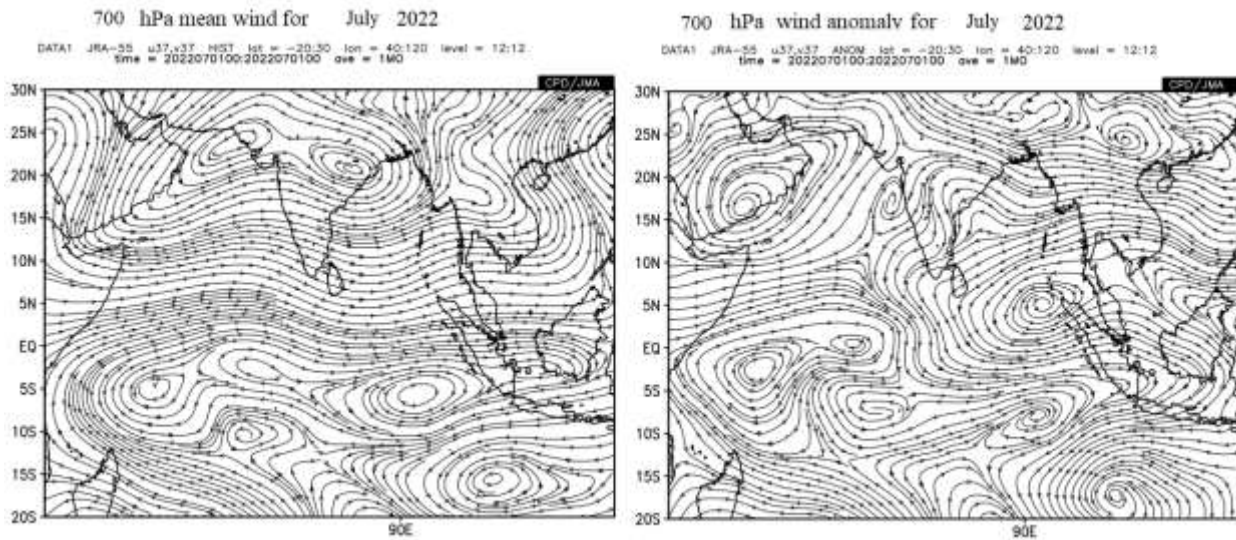 700 hPa mean wind for July 2022
DATA1 JRA-55 u37,v37 HIST lat = -20:30 lon = 40:120 level = 12:12
time = 2022070100:2022070100 ave = 1MO
CPD/JMA
30N
25N
20N
15N
10N
5N
EQ
5S
10S
15S
20S
90E
700 hPa wind anomaly for July 2022
DATA1 JRA-55 u37,v37 ANOM lat = -20:30 lon = 40:120 level = 12:12
time = 2022070100:2022070100 ave = 1MO
CPD/JMA
30N
25N
20N
15N
10N
5N
EQ
5S
10S
15S
20S
90E